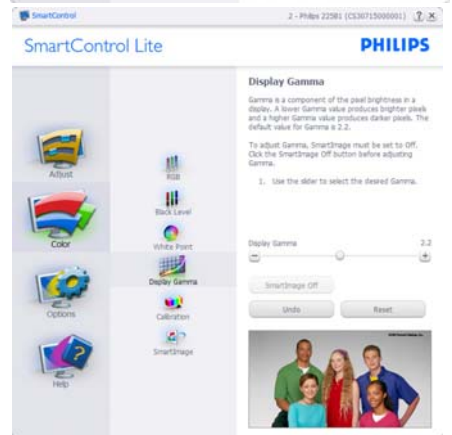 SmartControl
2 - Philips 225B1 (CS30715000001)
SmartControl Lite
PHILIPS
Adjust
Color
Options
Help
RGB
Black Level
White Point
Display Gamma
Calibration
SmartImage
Display Gamma
Gamma is a component of the pixel brightness in a
display. A lower Gamma value produces brighter pixels
and a higher Gamma value produces darker pixels. The
default value for Gamma is 2.2.
To adjust Gamma, SmartImage must be set to Off.
Click the SmartImage Off button before adjusting
Gamma.
1. Use the slider to select the desired Gamma.
Display Gamma 2.2
SmartImage Off
Undo Reset